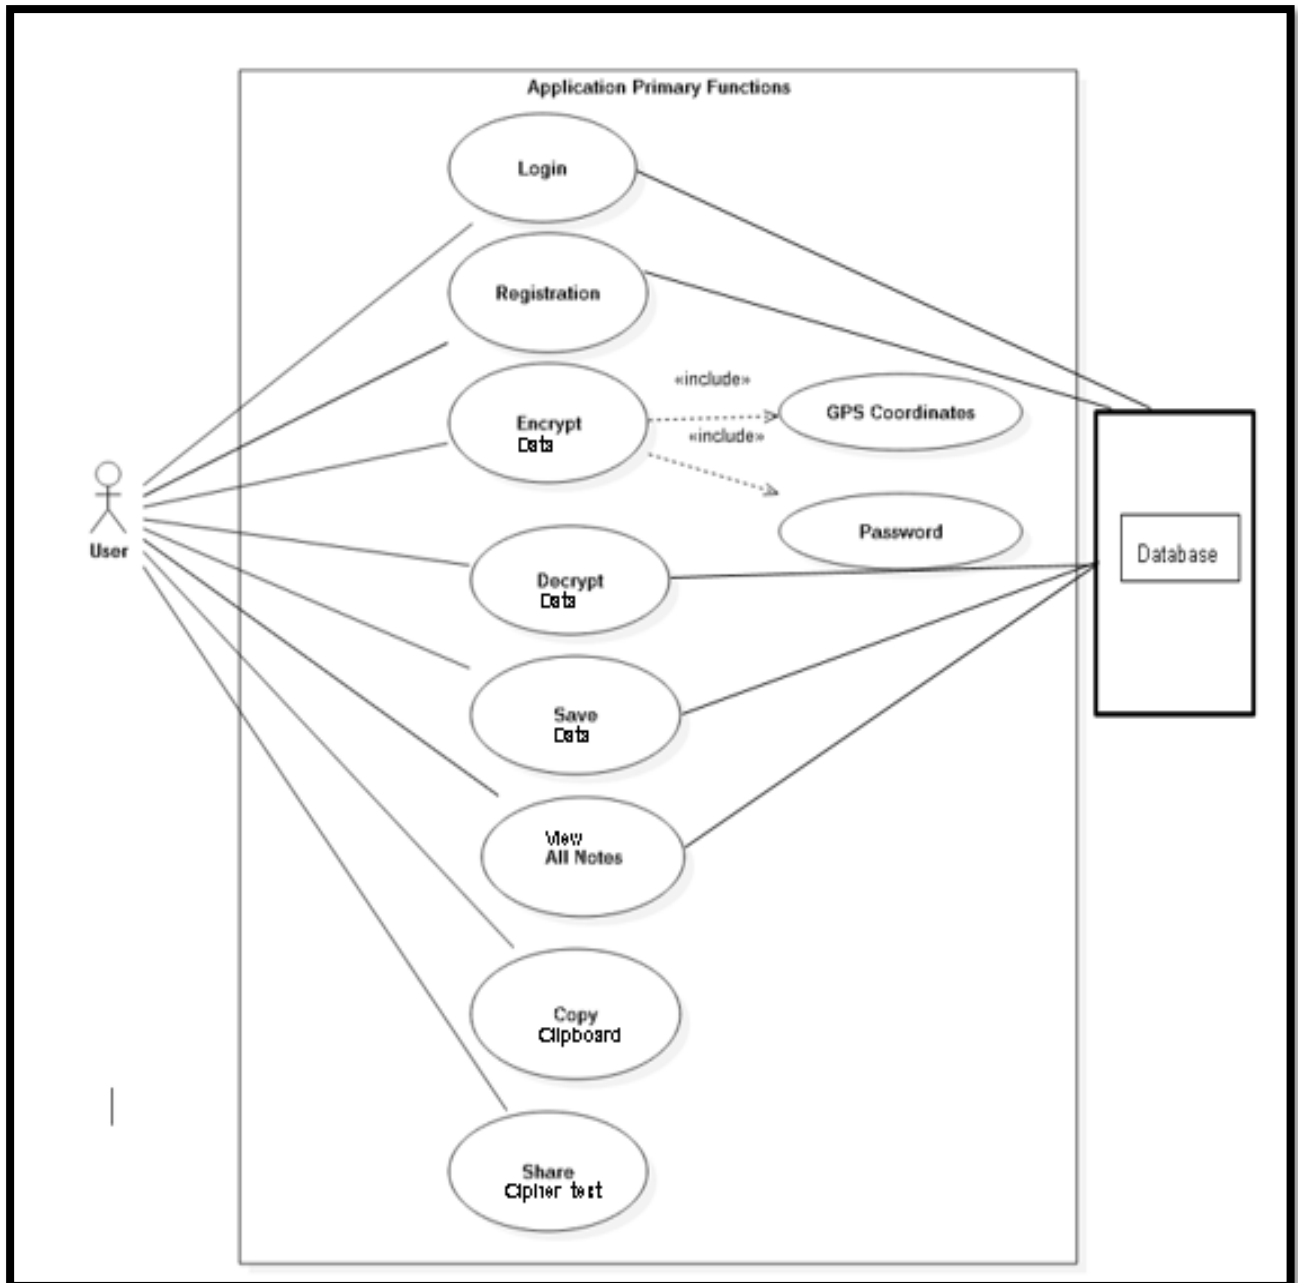 Application Primary Functions
Login
Registration
«include»
GPS Coordinates
Encrypt
Data
«include»
User
Password
Database
Decrypt
Data
Save
Data
View
All Notes
Copy
Clipboard
Share
Cipher test